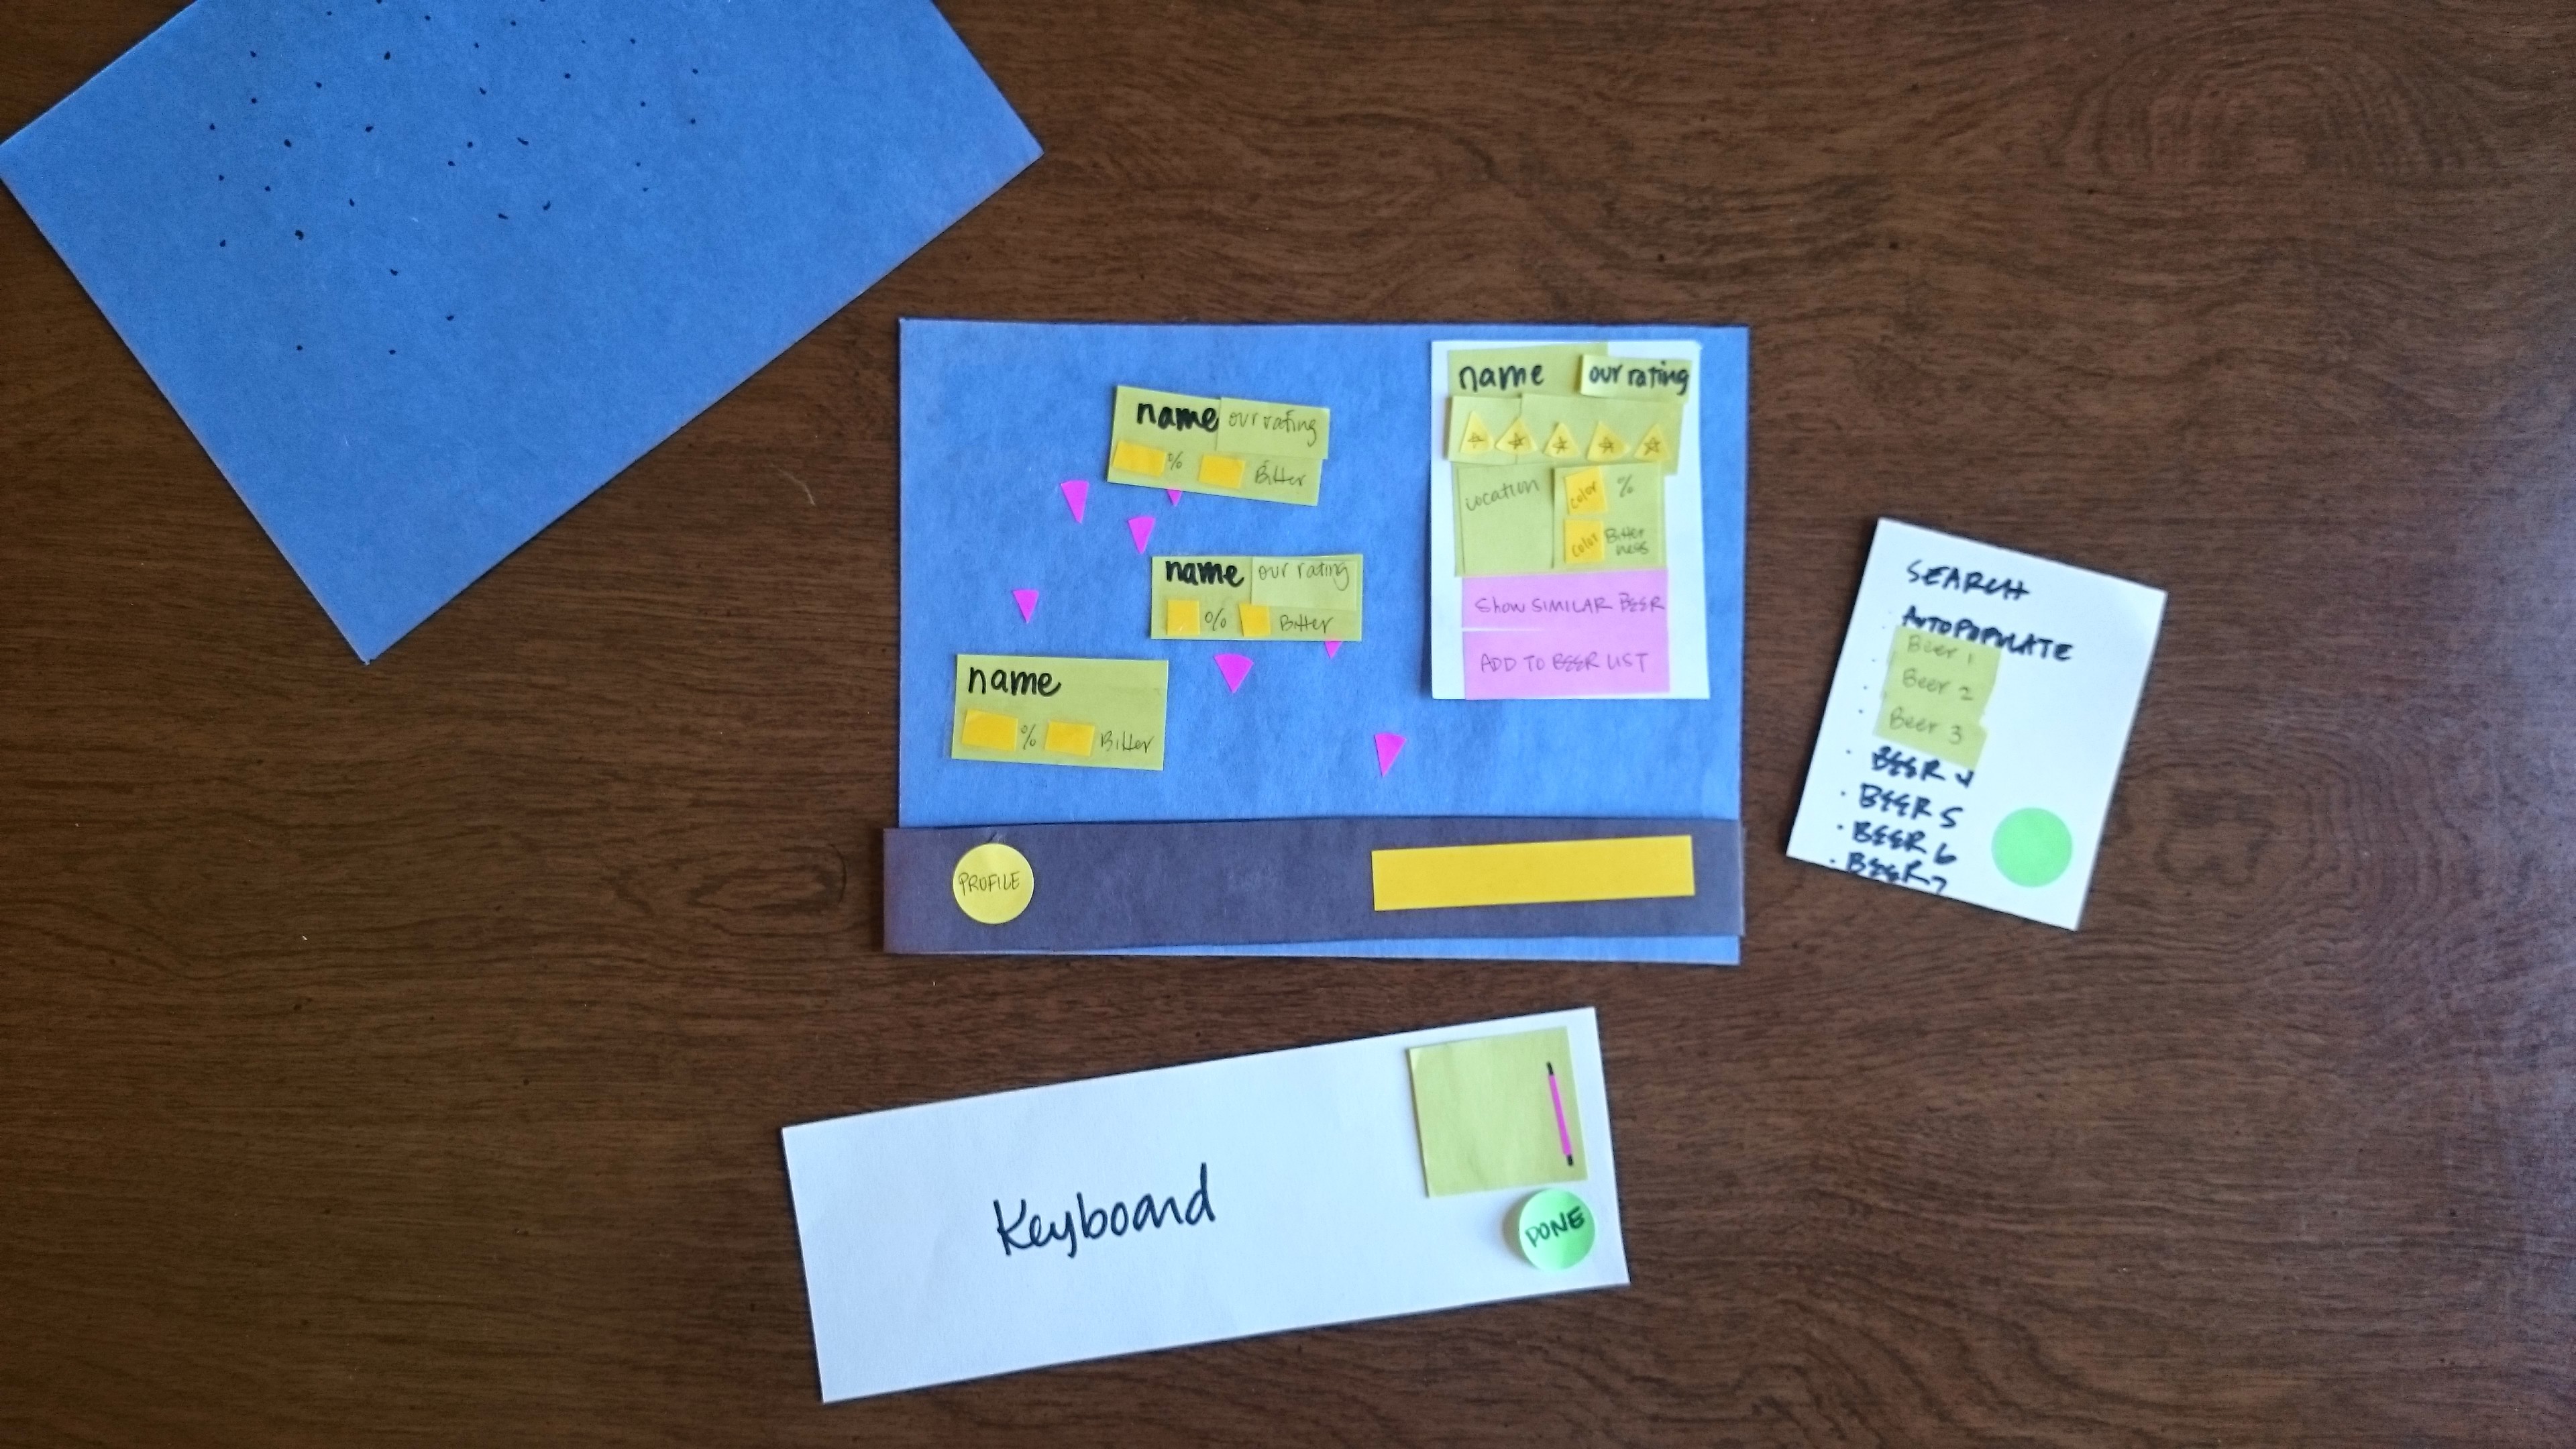 name our rating
% Bitter
name our rating
% Bitter
name
% Bitter
name our rating
Location
color %
color Bitter
ness
Show SIMILAR BEER
ADD TO BEER LIST
PROFILE
SEARCH
AUTOPOPULATE
Beer 1
Beer 2
Beer 3
BEER 4
BEER 5
BEER 6
BEER 7
Keyboard
DONE